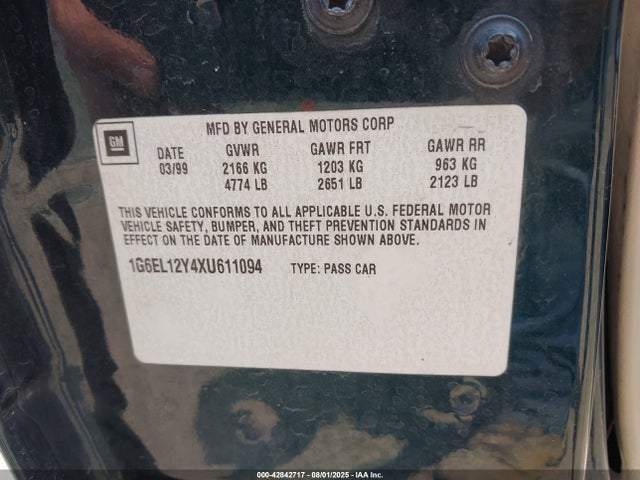 MFD BY GENERAL MOTORS CORP
GM
DATE GVWR GAWR FRT GAWR RR
03/99 2166 KG 1203 KG 963 KG
4774 LB 2651 LB 2123 LB
THIS VEHICLE CONFORMS TO ALL APPLICABLE U.S. FEDERAL MOTOR
VEHICLE SAFETY, BUMPER, AND THEFT PREVENTION STANDARDS IN
EFFECT ON THE DATE OF MANUFACTURE SHOWN ABOVE.
1G6EL12Y4XU611094 TYPE: PASS CAR
000-42842717 - 08/01/2025 - IAA Inc.